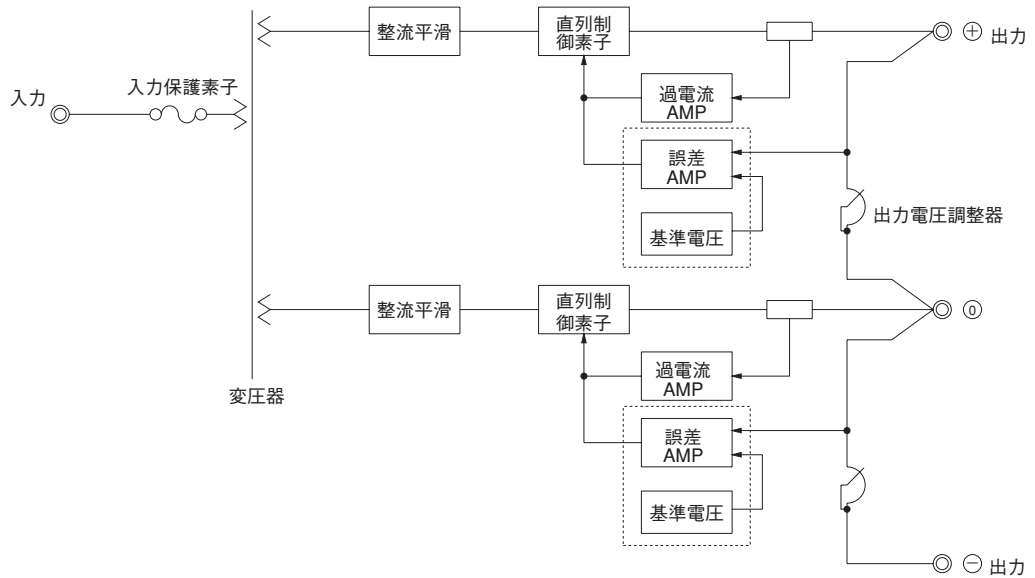 整流平滑
直列制
御素子
⊕ 出力
入力保護素子
入力
過電流
AMP
誤差
AMP
出力電圧調整器
基準電圧
整流平滑
直列制
御素子
⓪
過電流
AMP
変圧器
誤差
AMP
基準電圧
⊖ 出力